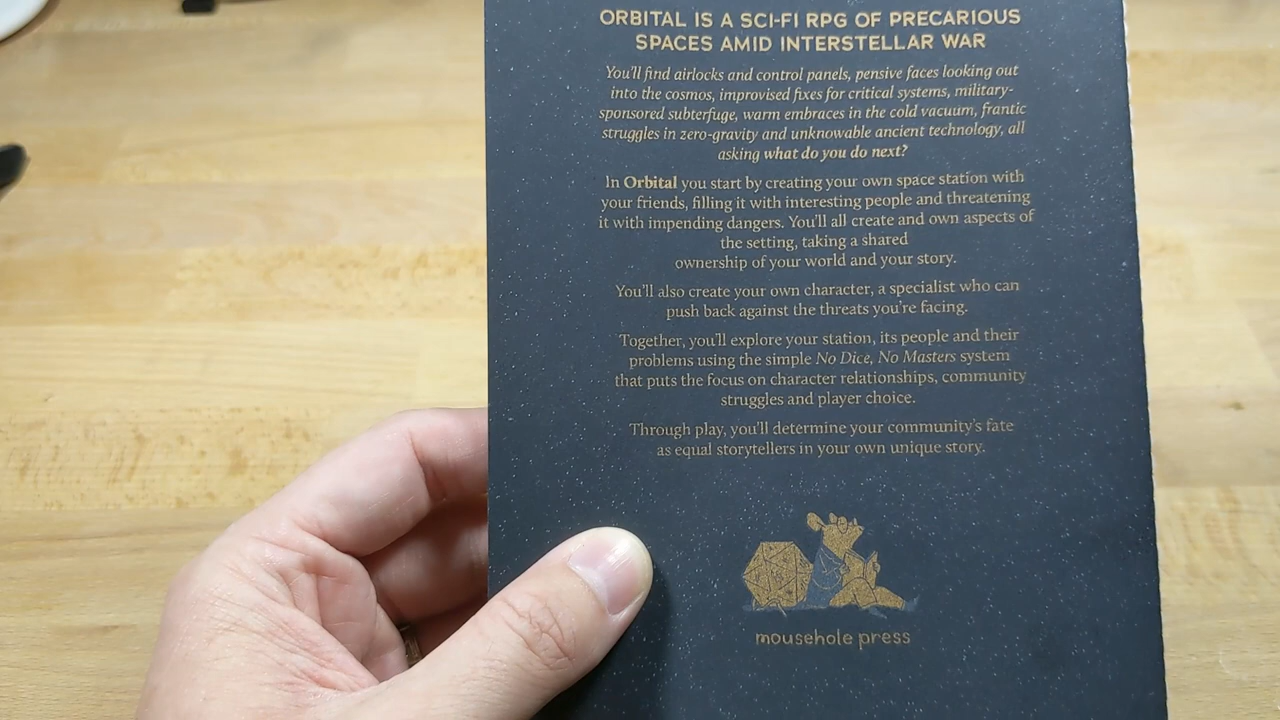 ORBITAL IS A SCI-FI RPG OF PRECARIOUS
SPACES AMID INTERSTELLAR WAR
You'll find airlocks and control panels, pensive faces looking out
into the cosmos, improvised fixes for critical systems, military-
sponsored subterfuge, warm embraces in the cold vacuum, frantic
struggles in zero-gravity and unknowable ancient technology, all
asking what do you do next?
In Orbital you start by creating your own space station with
your friends, filling it with interesting people and threatening
it with impending dangers. You'll all create and own aspects of
the setting, taking a shared
ownership of your world and your story.
You'll also create your own character, a specialist who can
push back against the threats you're facing.
Together, you'll explore your station, its people and their
problems using the simple No Dice, No Masters system
that puts the focus on character relationships, community
struggles and player choice.
Through play, you'll determine your community's fate
as equal storytellers in your own unique story.
mousehole press